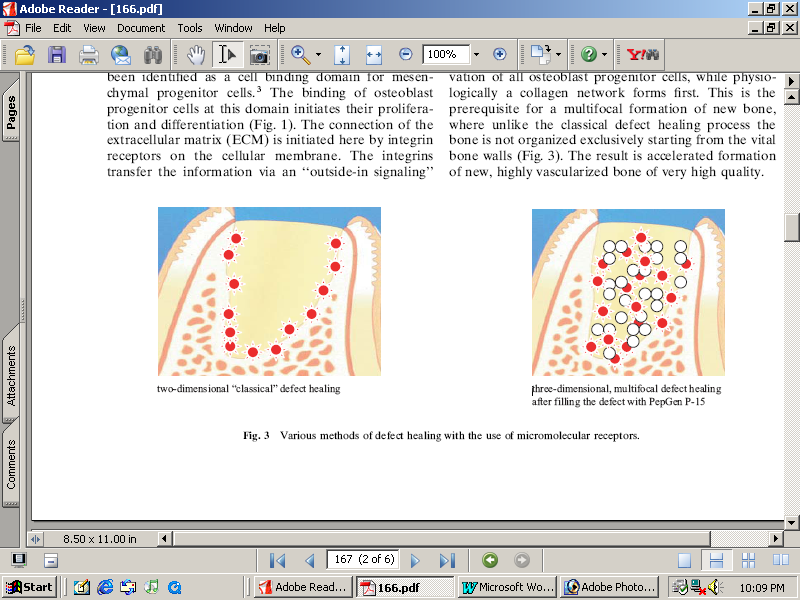 Adobe Reader - [166.pdf]
File Edit View Document Tools Window Help
100%
Y!
Pages
Attachments
Comments
been identified as a cell binding domain for mesen-
chymal progenitor cells.³ The binding of osteoblast
progenitor cells at this domain initiates their prolifera-
tion and differentiation (Fig. 1). The connection of the
extracellular matrix (ECM) is initiated here by integrin
receptors on the cellular membrane. The integrins
transfer the information via an “outside-in signaling”
vation of all osteoblast progenitor cells, while physio-
logically a collagen network forms first. This is the
prerequisite for a multifocal formation of new bone,
where unlike the classical defect healing process the
bone is not organized exclusively starting from the vital
bone walls (Fig. 3). The result is accelerated formation
of new, highly vascularized bone of very high quality.
two-dimensional “classical” defect healing
three-dimensional, multifocal defect healing
after filling the defect with PepGen P-15
Fig. 3 Various methods of defect healing with the use of micromolecular receptors.
8.50 x 11.00 in
167 (2 of 6)
Start
Adobe Read...
166.pdf
Microsoft Wo...
Adobe Photo...
10:09 PM